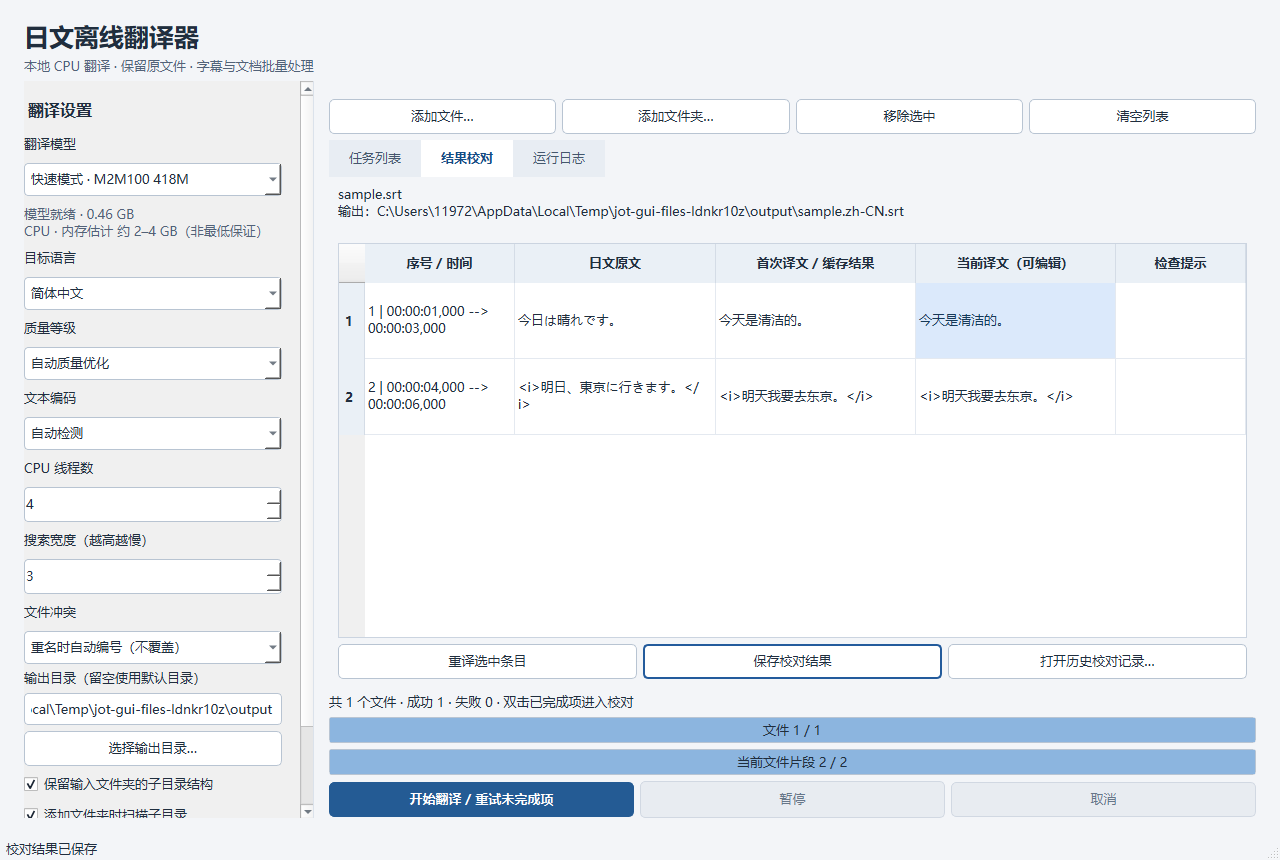 日文离线翻译器
本地 CPU 翻译 · 保留原文件 · 字幕与文档批量处理
翻译设置
翻译模型
快速模式 · M2M100 418M
模型就绪 · 0.46 GB
CPU · 内存估计 约 2–4 GB（非最低保证）
目标语言
简体中文
质量等级
自动质量优化
文本编码
自动检测
CPU 线程数
4
搜索宽度（越高越慢）
3
文件冲突
重名时自动编号（不覆盖）
输出目录（留空使用默认目录）
cal\Temp\jot-gui-files-ldnkr10z\output
选择输出目录...
保留输入文件夹的子目录结构
添加文件夹时扫描子目录
添加文件...
添加文件夹...
移除选中
清空列表
任务列表
结果校对
运行日志
sample.srt
输出：C:\Users\11972\AppData\Local\Temp\jot-gui-files-ldnkr10z\output\sample.zh-CN.srt
序号 / 时间
日文原文
首次译文 / 缓存结果
当前译文（可编辑）
检查提示
1
1 | 00:00:01,000 -->
00:00:03,000
今日は晴れです。
今天是清洁的。
今天是清洁的。
2
2 | 00:00:04,000 -->
00:00:06,000
<i>明日、東京に行きます。</
i>
<i>明天我要去东京。</i>
<i>明天我要去东京。</i>
重译选中条目
保存校对结果
打开历史校对记录...
共 1 个文件 · 成功 1 · 失败 0 · 双击已完成项进入校对
文件 1 / 1
当前文件片段 2 / 2
开始翻译 / 重试未完成项
暂停
取消
校对结果已保存